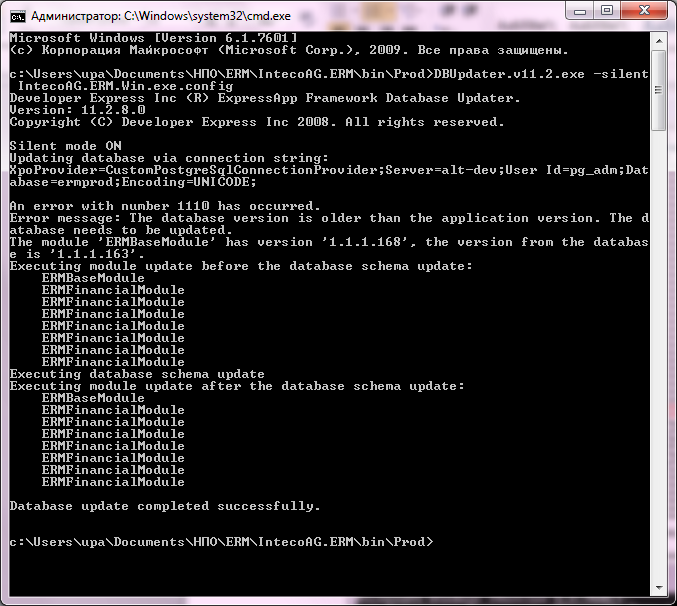 Администратор: C:\Windows\system32\cmd.exe
Microsoft Windows [Version 6.1.7601]
(c) Корпорация Майкрософт (Microsoft Corp.), 2009. Все права защищены.
c:\Users\upa\Documents\НПО\ERM\IntecoAG.ERM\bin\Prod>DBUpdater.v11.2.exe -silent
IntecoAG.ERM.Win.exe.config
Developer Express Inc (R) ExpressApp Framework Database Updater.
Version: 11.2.8.0
Copyright (C) Developer Express Inc 2008. All rights reserved.
Silent mode ON
Updating database via connection string:
XpoProvider=CustomPostgreSqlConnectionProvider;Server=alt-dev;User Id=pg_adm;Dat
abase=ermprod;Encoding=UNICODE;
An error with number 1110 has occurred.
Error message: The database version is older than the application version. The d
atabase needs to be updated.
The module 'ERMBaseModule' has version '1.1.1.168', the version from the databas
e is '1.1.1.163'.
Executing module update before the database schema update:
ERMBaseModule
ERMFinancialModule
ERMFinancialModule
ERMFinancialModule
ERMFinancialModule
ERMFinancialModule
ERMFinancialModule
ERMFinancialModule
Executing database schema update
Executing module update after the database schema update:
ERMBaseModule
ERMFinancialModule
ERMFinancialModule
ERMFinancialModule
ERMFinancialModule
ERMFinancialModule
ERMFinancialModule
ERMFinancialModule
Database update completed successfully.
c:\Users\upa\Documents\НПО\ERM\IntecoAG.ERM\bin\Prod>